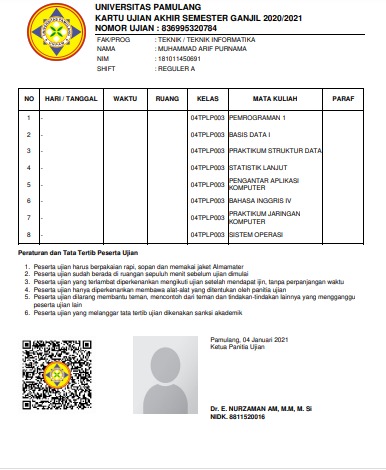 UNIVERSITAS PAMULANG
KARTU UJIAN AKHIR SEMESTER GANJIL 2020/2021
NOMOR UJIAN : 836995320784
FAK/PROG : TEKNIK / TEKNIK INFORMATIKA
NAMA : MUHAMMAD ARIF PURNAMA
NIM : 181011450691
SHIFT : REGULER A
NO HARI / TANGGAL WAKTU RUANG KELAS MATA KULIAH PARAF
1 - 04TPLP003 PEMROGRAMAN 1
2 - 04TPLP003 BASIS DATA I
3 - 04TPLP003 PRAKTIKUM STRUKTUR DATA
4 - 04TPLP003 STATISTIK LANJUT
5 - 04TPLP003 PENGANTAR APLIKASI
KOMPUTER
6 - 04TPLP003 BAHASA INGGRIS IV
7 - 04TPLP003 PRAKTIKUM JARINGAN
KOMPUTER
8 - 04TPLP003 SISTEM OPERASI
Peraturan dan Tata Tertib Peserta Ujian
1. Peserta ujian harus berpakaian rapi, sopan dan memakai jaket Almamater
2. Peserta ujian sudah berada di ruangan sepuluh menit sebelum ujian dimulai
3. Peserta ujian yang terlambat diperkenankan mengikuti ujian setelah mendapat ijin, tanpa perpanjangan waktu
4. Peserta ujian hanya diperkenankan membawa alat-alat yang ditentukan oleh panitia ujian
5. Peserta ujian dilarang membantu teman, mencontoh dari teman dan tindakan-tindakan lainnya yang mengganggu
peserta ujian lain
6. Peserta ujian yang melanggar tata tertib ujian dikenakan sanksi akademik
Pamulang, 04 Januari 2021
Ketua Panitia Ujian
Dr. E. NURZAMAN AM, M.M, M. Si
NIDK. 8811520016